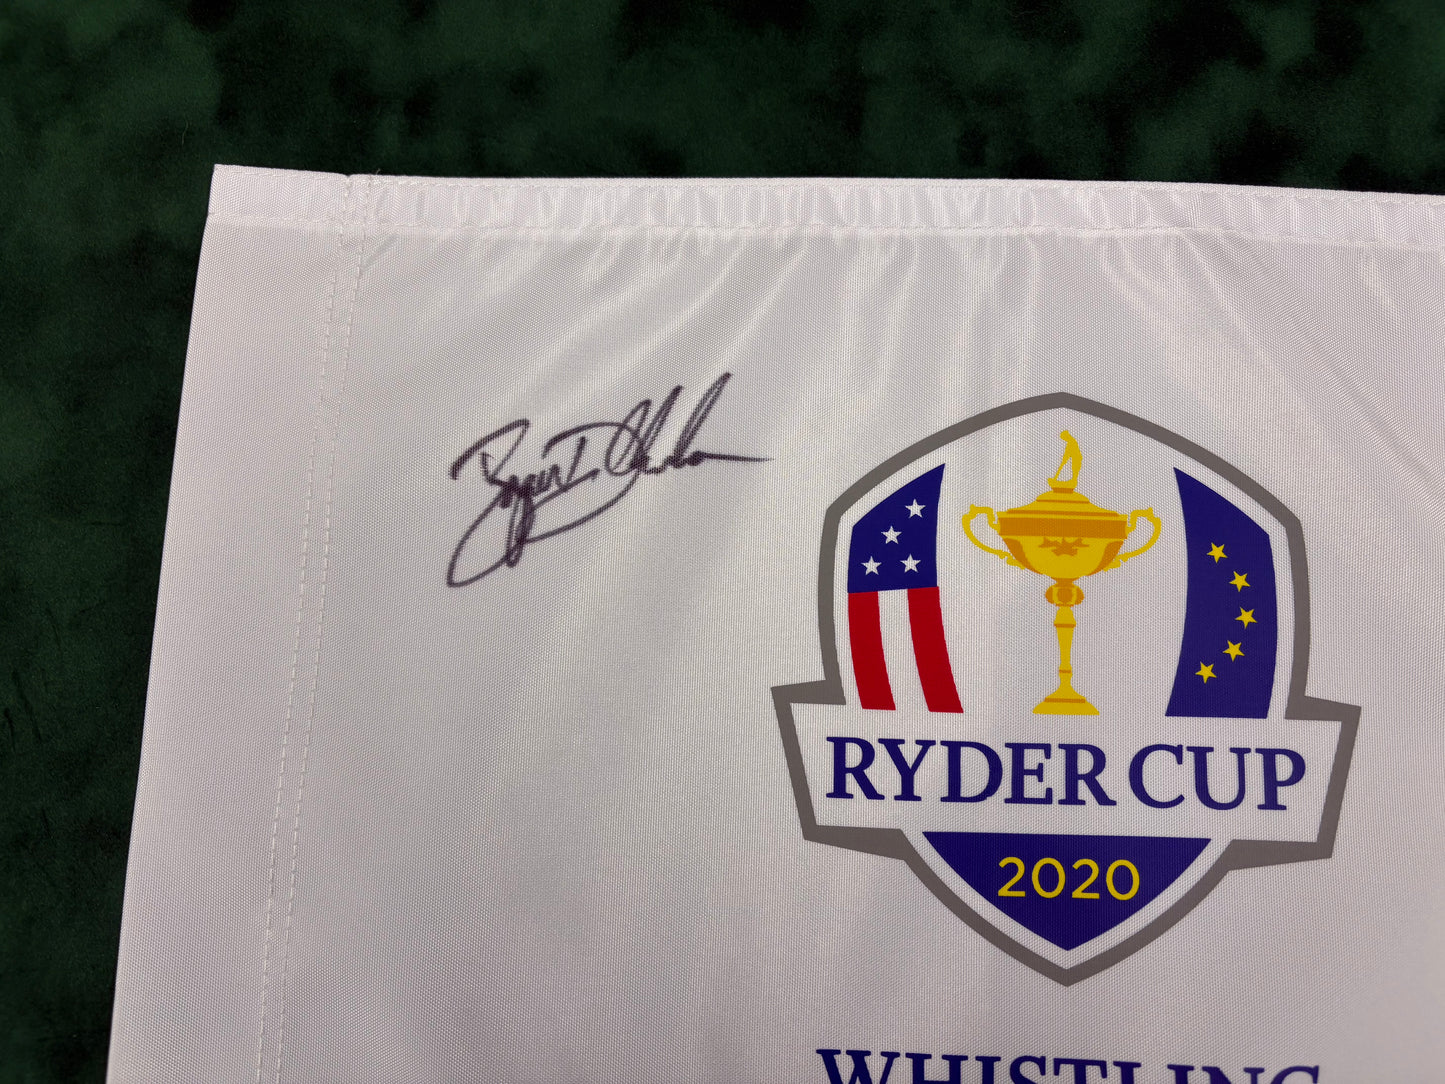 RYDER CUP
2020
WHISTLING